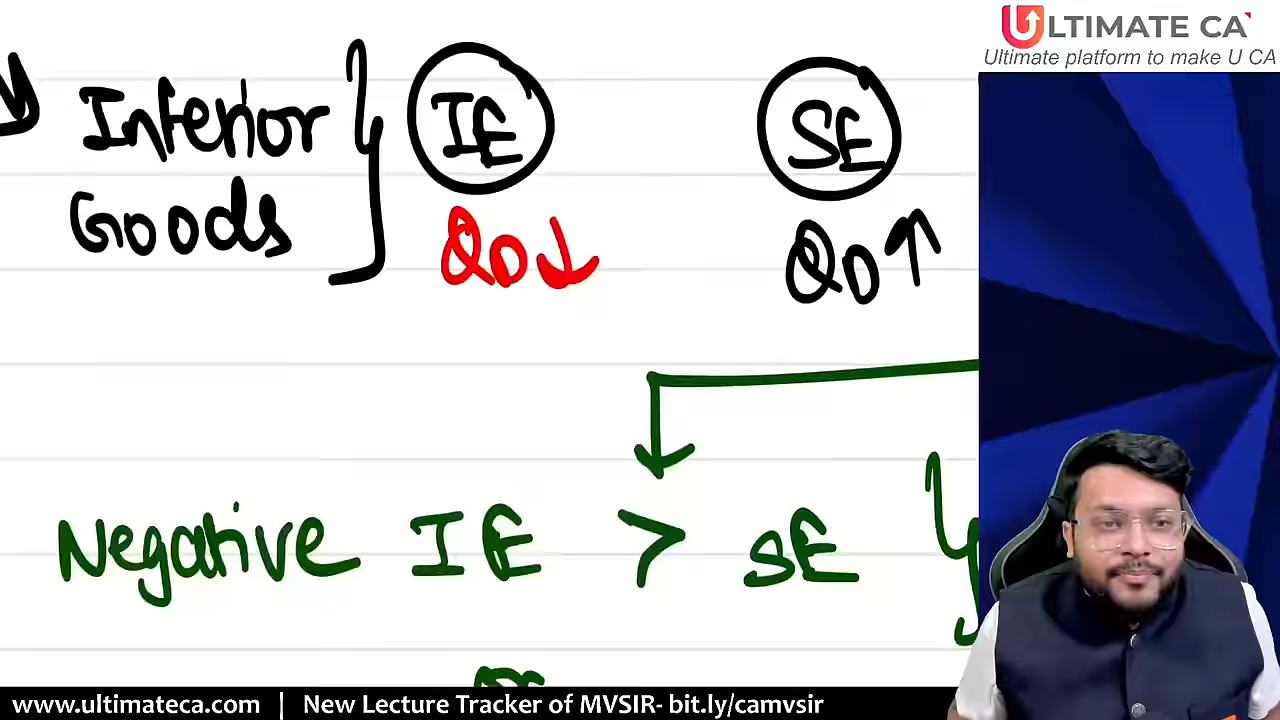 ULTIMATE CA
Ultimate platform to make U CA
Inferior Goods } IE SE
QD↓ QD↑
Negative IE > SE }
www.ultimateca.com | New Lecture Tracker of MVSIR- bit.ly/camvsir